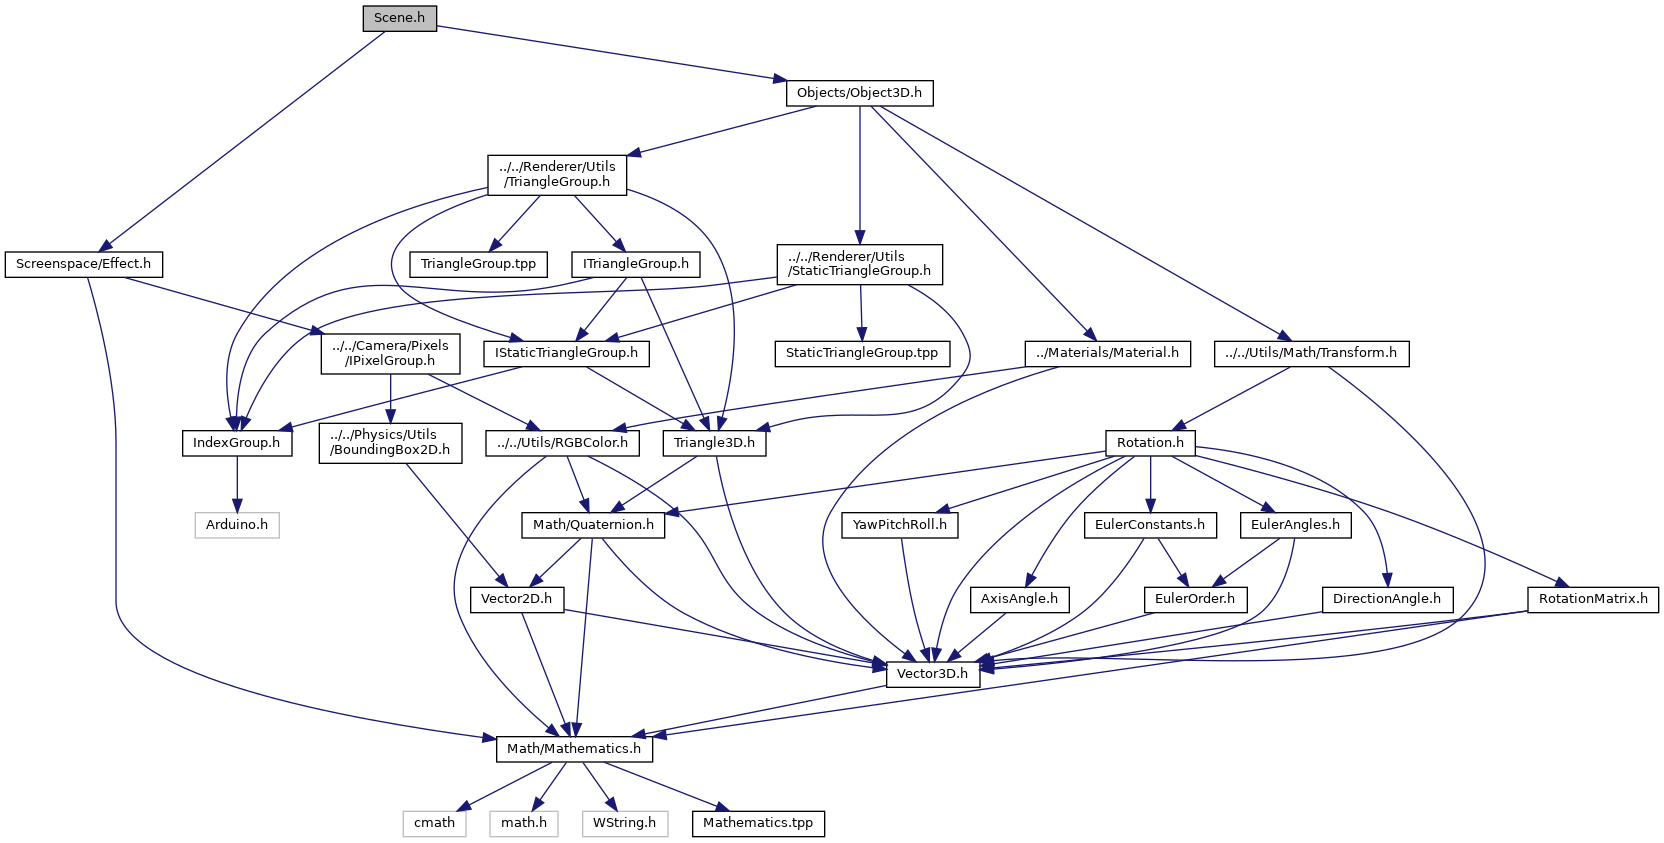 Scene.h
Objects/Object3D.h
../../Renderer/Utils
/TriangleGroup.h
Screenspace/Effect.h
TriangleGroup.tpp
ITriangleGroup.h
../../Renderer/Utils
/StaticTriangleGroup.h
../../Camera/Pixels
/IPixelGroup.h
IStaticTriangleGroup.h
StaticTriangleGroup.tpp
../Materials/Material.h
../../Utils/Math/Transform.h
IndexGroup.h
../../Physics/Utils
/BoundingBox2D.h
../../Utils/RGBColor.h
Triangle3D.h
Rotation.h
Arduino.h
Math/Quaternion.h
YawPitchRoll.h
EulerConstants.h
EulerAngles.h
Vector2D.h
AxisAngle.h
EulerOrder.h
DirectionAngle.h
RotationMatrix.h
Vector3D.h
Math/Mathematics.h
cmath
math.h
WString.h
Mathematics.tpp